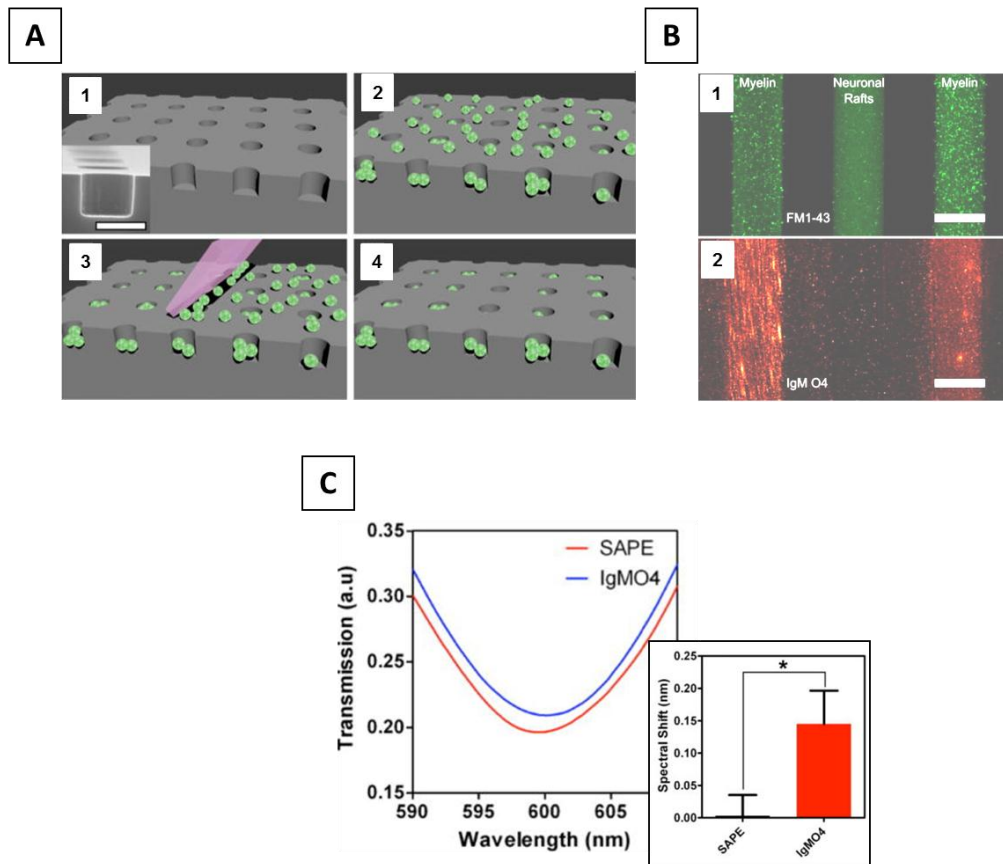 A
1
2
3
4
B
1
Myelin
Neuronal
Rafts
Myelin
FM1-43
2
IgM O4
C
SAPE
IgMO4
Transmission (a.u)
0.35
0.30
0.25
0.20
0.15
590
595
600
605
Wavelength (nm)
*
Spectral Shift (nm)
0.25
0.20
0.15
0.10
0.05
0.00
SAPE
IgMO4